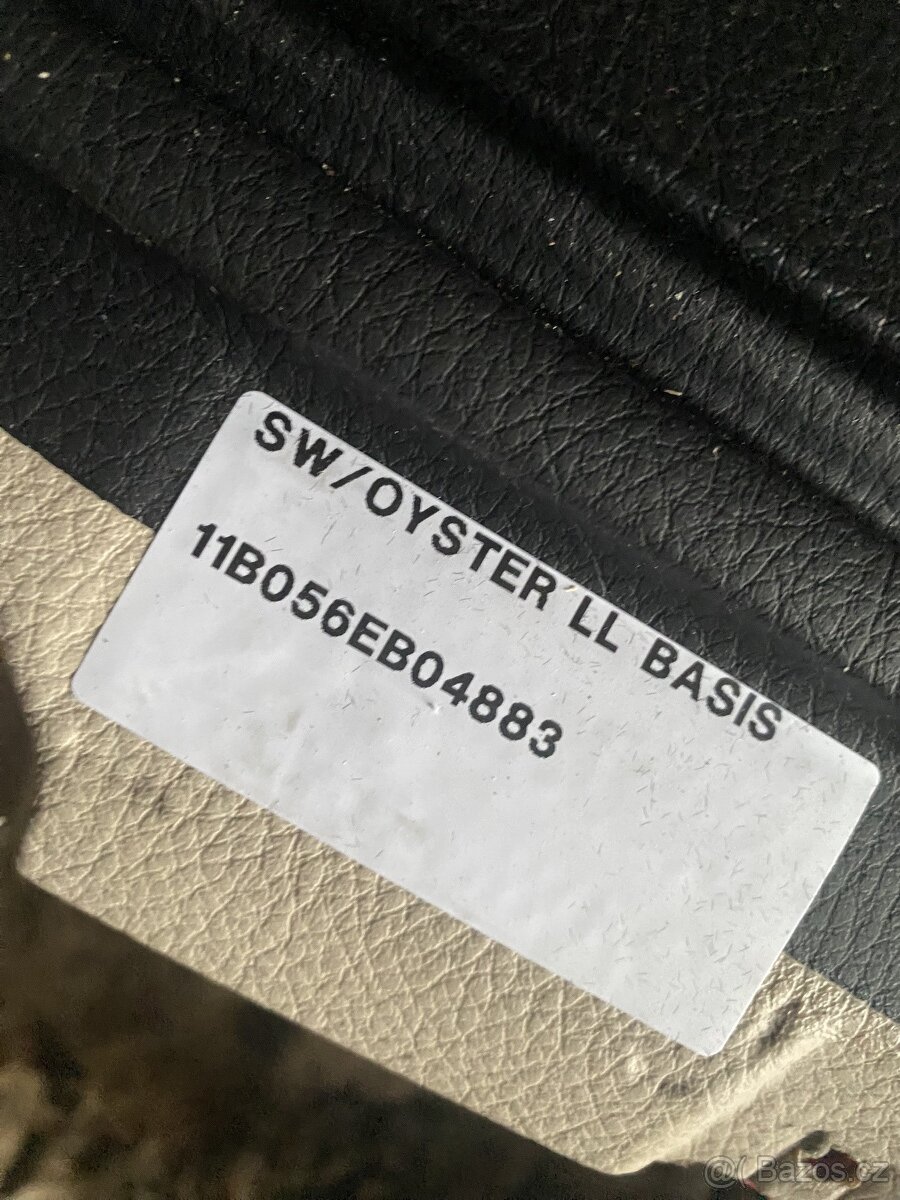 SW/OYSTER LL BASIS
11B056EB04883
@( Bazos.cz